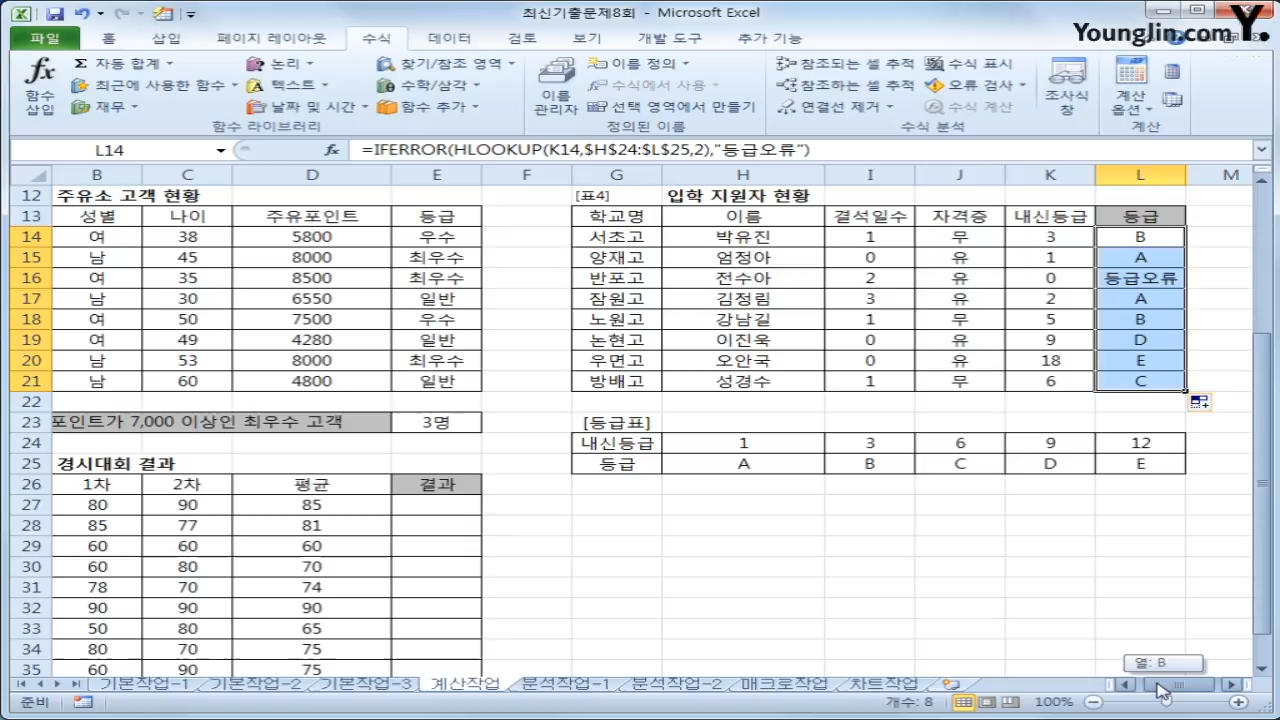 최신기출문제8회 - Microsoft Excel
Younglin.com Y.
파일 홈 삽입 페이지 레이아웃 수식 데이터 검토 보기 개발 도구 추가 기능
fx 함수 삽입
Σ 자동 합계 논리 찾기/참조 영역
최근에 사용한 함수 텍스트 수학/삼각
재무 날짜 및 시간 함수 추가
함수 라이브러리
이름 관리자
이름 정의
수식에서 사용
선택 영역에서 만들기
정의된 이름
참조되는 셀 추적 수식 표시
참조하는 셀 추적 오류 검사
연결선 제거 수식 계산
수식 분석
조사식 창
계산 옵션
계산
L14 fx =IFERROR(HLOOKUP(K14,$H$24:$L$25,2),"등급오류")
B C D E F G H I J K L M
12 주유소 고객 현황 [표4] 입학 지원자 현황
13 성별 나이 주유포인트 등급 학교명 이름 결석일수 자격증 내신등급 등급
14 여 38 5800 우수 서초고 박유진 1 무 3 B
15 남 45 8000 최우수 양재고 엄정아 0 유 1 A
16 여 35 8500 최우수 반포고 전수아 2 유 0 등급오류
17 남 30 6550 일반 잠원고 김정림 3 유 2 A
18 여 50 7500 우수 노원고 강남길 1 무 5 B
19 여 49 4280 일반 논현고 이진욱 0 유 9 D
20 남 53 8000 최우수 우면고 오안국 0 유 18 E
21 남 60 4800 일반 방배고 성경수 1 무 6 C
22
23 포인트가 7,000 이상인 최우수 고객 3명 [등급표]
24 내신등급 1 3 6 9 12
25 경시대회 결과 등급 A B C D E
26 1차 2차 평균 결과
27 80 90 85
28 85 77 81
29 60 60 60
30 60 80 70
31 78 70 74
32 90 90 90
33 50 80 65
34 80 70 75
35 60 90 75
열: B
기본작업-1 기본작업-2 기본작업-3 계산작업 분석작업-1 분석작업-2 매크로작업 차트작업
준비 개수: 8 100%